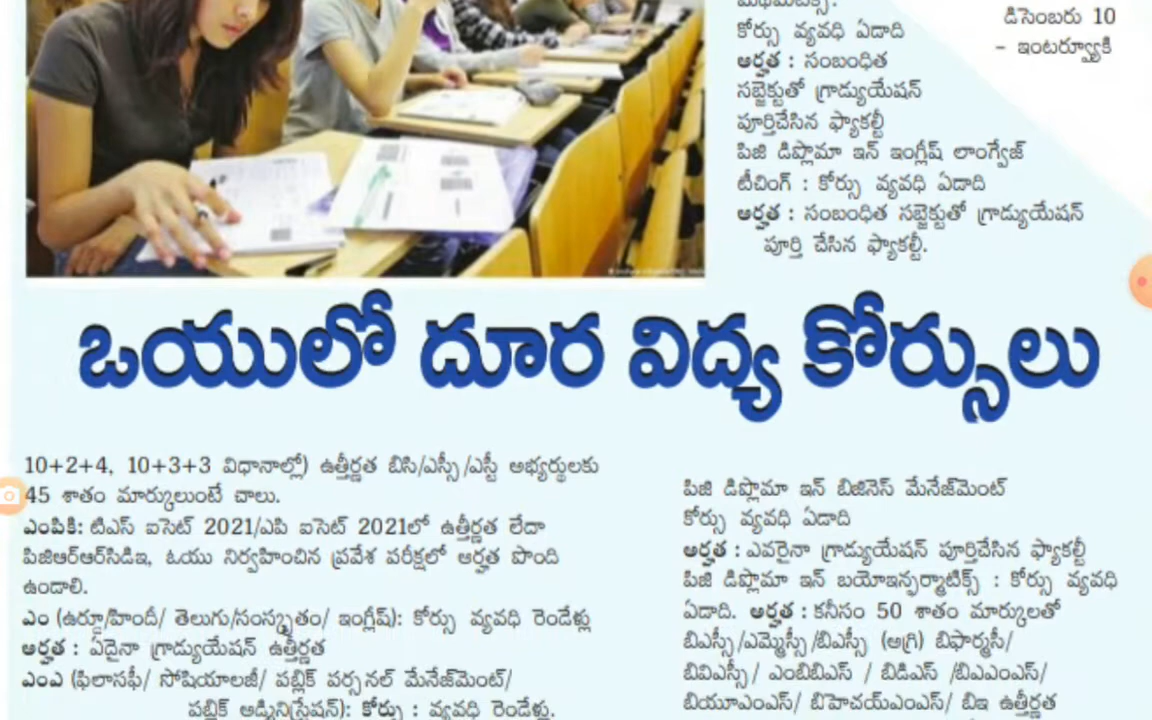 కోర్సు వ్యవధి ఏడాది
అర్హత : సంబంధిత
సబ్జెక్టుతో గ్రాడ్యుయేషన్
పూర్తిచేసిన ఫ్యాకల్టీ
పిజి డిప్లొమా ఇన్ ఇంగ్లీష్ లాంగ్వేజ్
టీచింగ్ : కోర్సు వ్యవధి ఏడాది
అర్హత : సంబంధిత సబ్జెక్టుతో గ్రాడ్యుయేషన్
పూర్తి చేసిన ఫ్యాకల్టీ.
డిసెంబరు 10
- ఇంటర్వ్యూకి
ఒయులో దూర విద్య కోర్సులు
10+2+4, 10+3+3 విధానాల్లో) ఉత్తీర్ణత బిసి/ఎస్సీ/ఎస్టీ అభ్యర్థులకు
45 శాతం మార్కులుంటే చాలు.
ఎంపికి: టిఎస్ ఐసెట్ 2021/ఎపి ఐసెట్ 2021లో ఉత్తీర్ణత లేదా
పిజిఆర్ఆర్‌సిడిఇ, ఓయు నిర్వహించిన ప్రవేశ పరీక్షలో అర్హత పొంది
ఉండాలి.
ఎం (ఉర్దూ/హిందీ/ తెలుగు/సంస్కృతం/ ఇంగ్లీష్): కోర్సు వ్యవధి రెండేళ్లు
అర్హత : ఏదైనా గ్రాడ్యుయేషన్ ఉత్తీర్ణత
ఎంఎ (ఫిలాసఫీ/ సోషియాలజీ/ పబ్లిక్ పర్సనల్ మేనేజ్‌మెంట్/
పబ్లిక్ అడ్మినిస్ట్రేషన్): కోర్సు : వ్యవధి రెండేళ్లు.
పిజి డిప్లొమా ఇన్ బిజినెస్ మేనేజ్‌మెంట్
కోర్సు వ్యవధి ఏడాది
అర్హత : ఎవరైనా గ్రాడ్యుయేషన్ పూర్తిచేసిన ఫ్యాకల్టీ
పిజి డిప్లొమా ఇన్ బయోఇన్ఫర్మాటిక్స్ : కోర్సు వ్యవధి
ఏడాది. అర్హత : కనీసం 50 శాతం మార్కులతో
బిఎస్సీ/ఎమ్మెస్సీ/బిఎస్సీ (అగ్రి) బిఫార్మసీ/
బివిఎస్సీ/ ఎంబిబిఎస్ / బిడిఎస్ /బిఎఎంఎస్/
బియూఎంఎస్/ బిహెచ్ఎంఎస్/ బిఇ ఉత్తీర్ణత